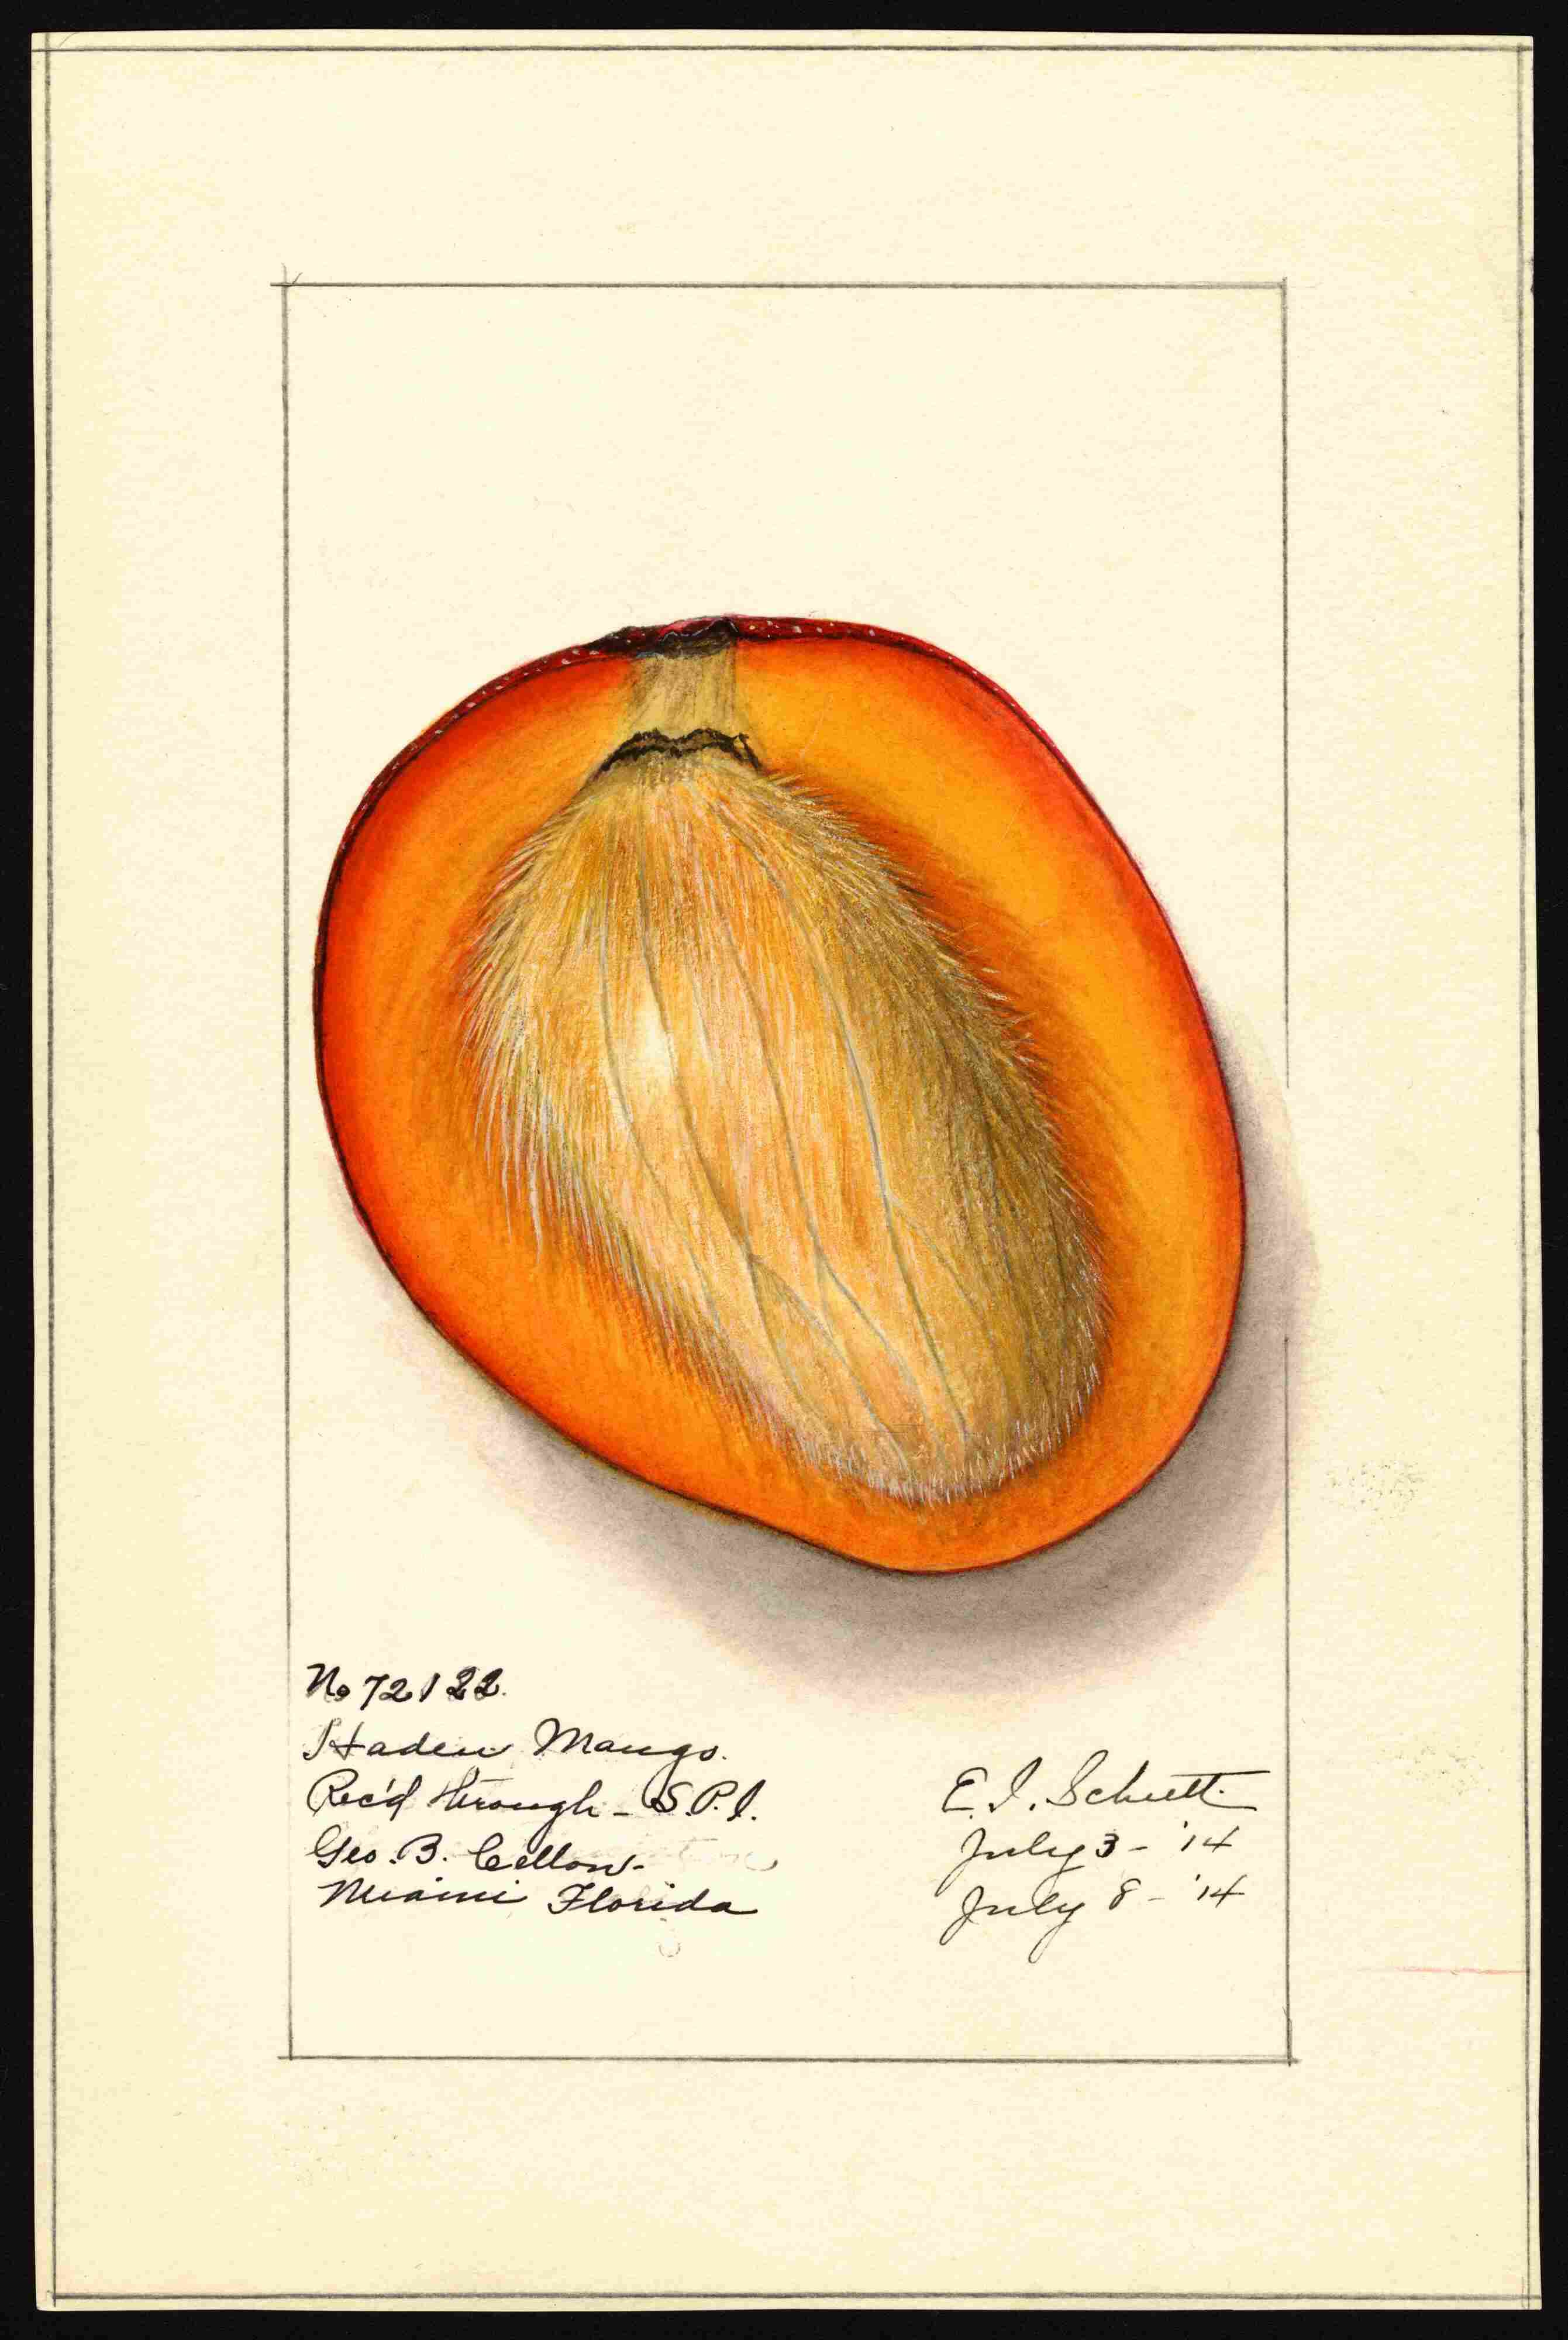 No 72122.
Haden Mango.
Rec'd through - S.P.I.
Geo. B. Cellon -
Miami Florida
E. I. Schutt.
July 3 - '14
July 8 - '14